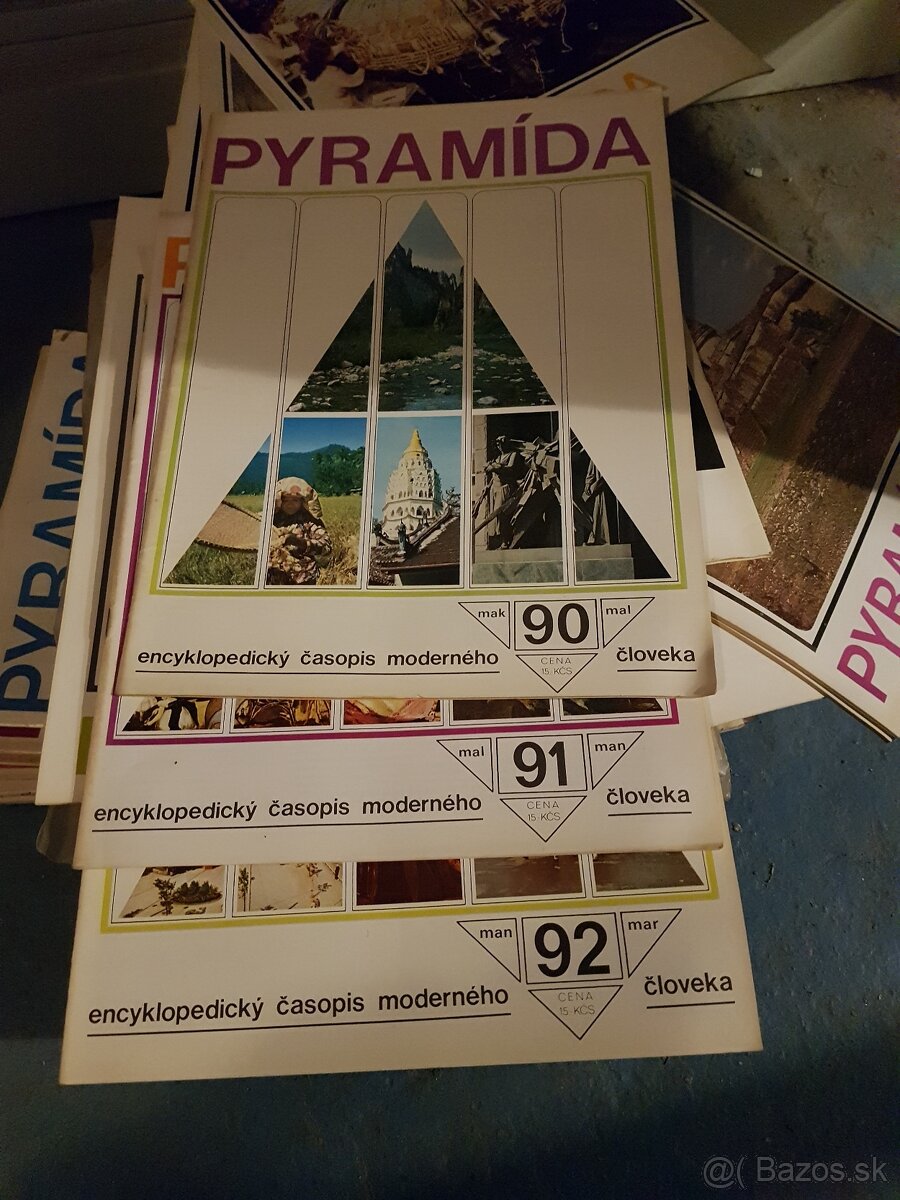 PYRAMÍDA
mak 90 mal
encyklopedický časopis moderného človeka
CENA
15,-KČS
mal 91 man
encyklopedický časopis moderného človeka
CENA
15,-KČS
man 92 mar
encyklopedický časopis moderného človeka
CENA
15,-KČS
PYRAMÍDA
@( Bazos.sk